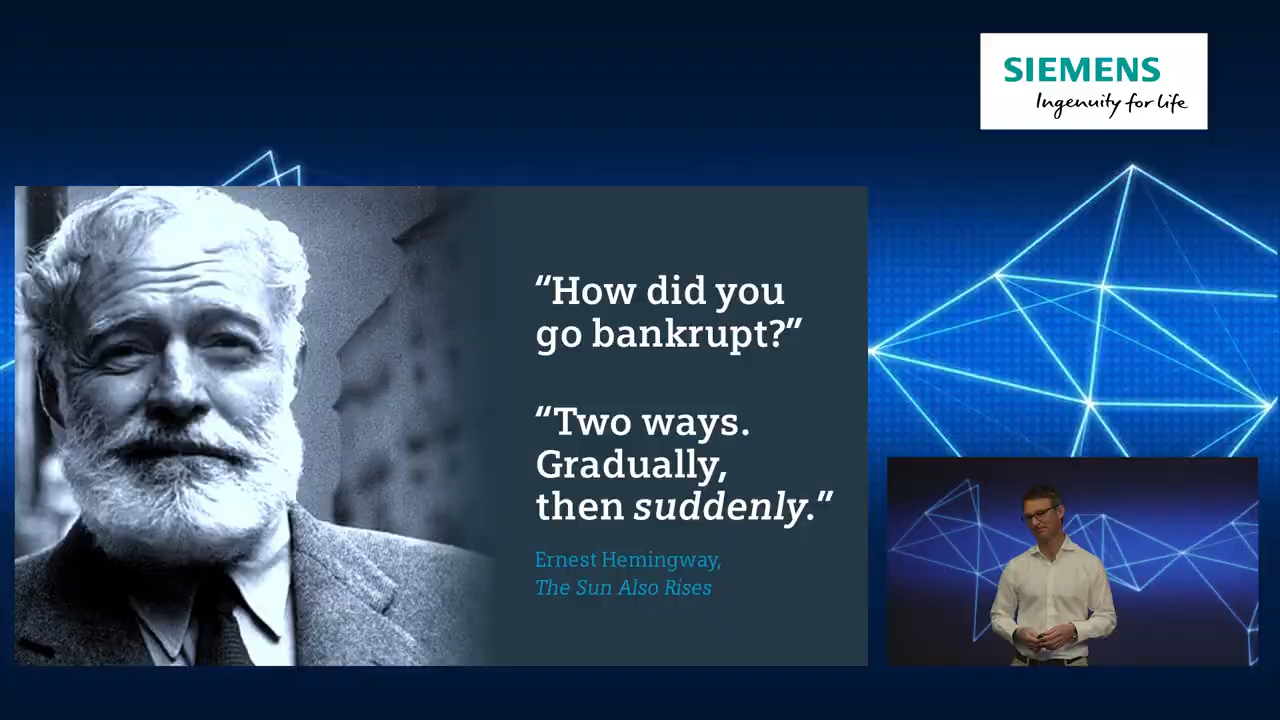 SIEMENS
Ingenuity for life
“How did you
go bankrupt?”
“Two ways.
Gradually,
then suddenly.”
Ernest Hemingway,
The Sun Also Rises